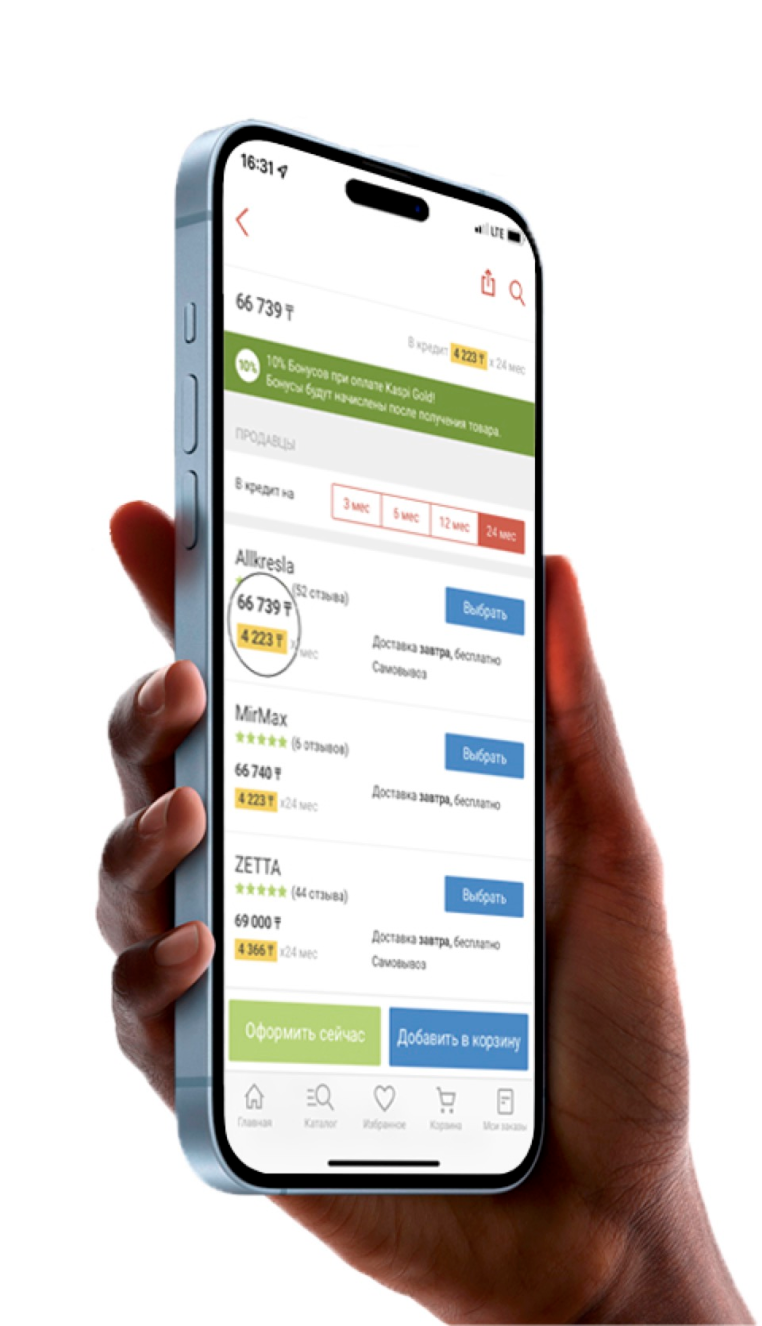 16:31
LTE
66 739 ₸
В кредит 4 223 ₸ x 24 мес
10%
10% Бонусов при оплате Kaspi Gold!
Бонусы будут начислены после получения товара.
ПРОДАВЦЫ
В кредит на
3 мес
6 мес
12 мес
24 мес
Allkresla
(52 отзыва)
66 739 ₸
4 223 ₸
мес
Выбрать
Доставка завтра, бесплатно
Самовывоз
MirMax
(6 отзывов)
66 740 ₸
4 223 ₸ x24 мес
Выбрать
Доставка завтра, бесплатно
ZETTA
(44 отзыва)
69 000 ₸
4 366 ₸ x24 мес
Выбрать
Доставка завтра, бесплатно
Самовывоз
Оформить сейчас
Добавить в корзину
Главная
Каталог
Избранное
Корзина
Мои заказы